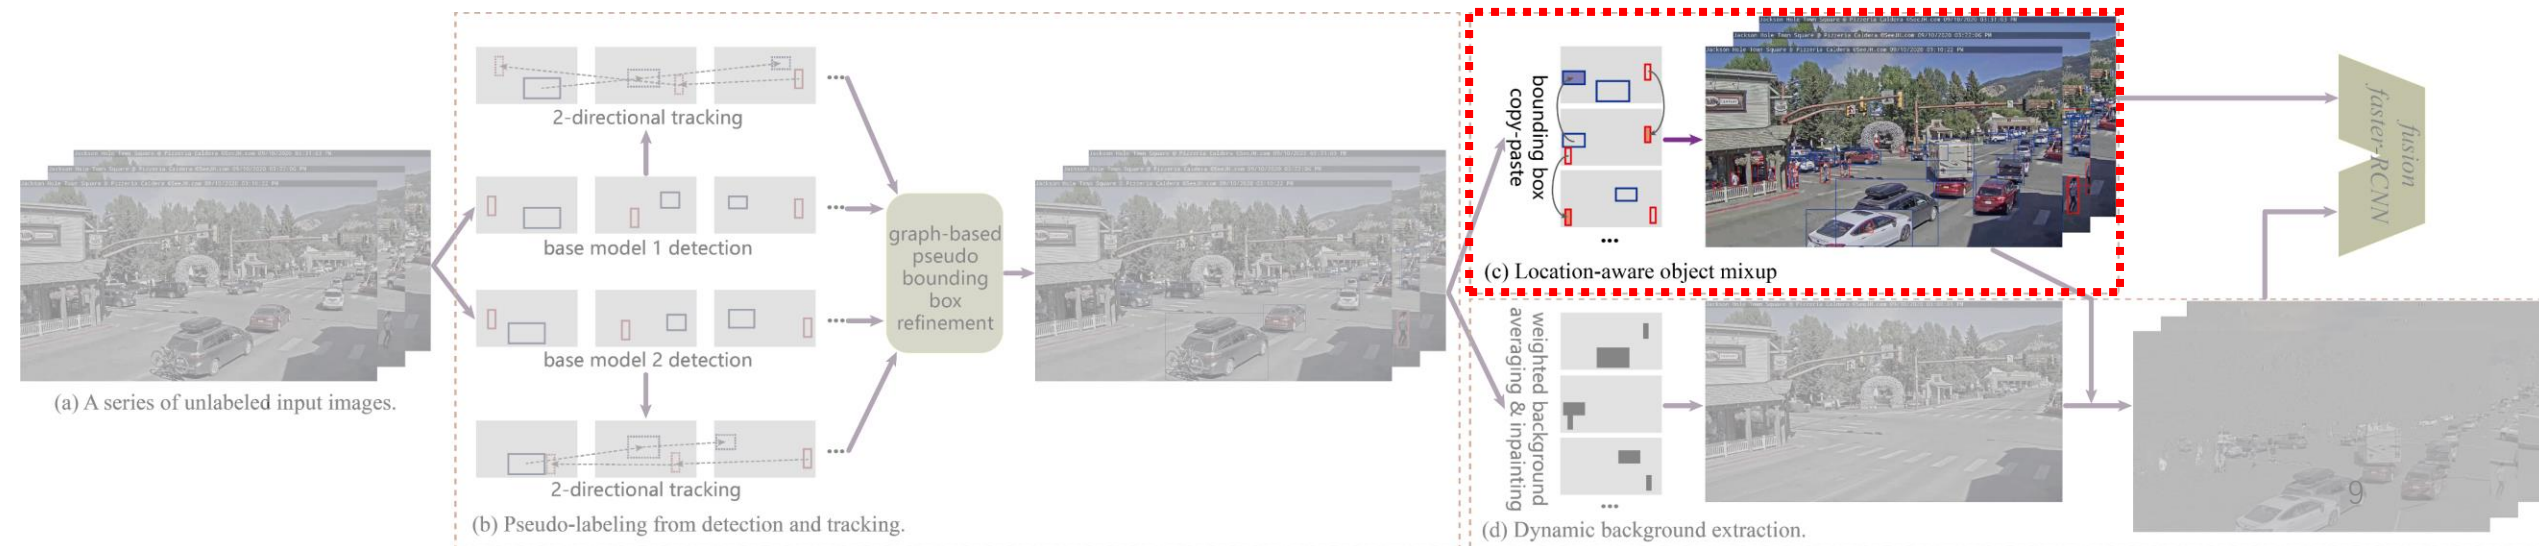 (a) A series of unlabeled input images.
2-directional tracking
base model 1 detection
base model 2 detection
2-directional tracking
(b) Pseudo-labeling from detection and tracking.
graph-based
pseudo
bounding
box
refinement
bounding box
copy-paste
...
(c) Location-aware object mixup
weighted background
averaging & inpainting
...
(d) Dynamic background extraction.
fusion
faster-RCNN
9